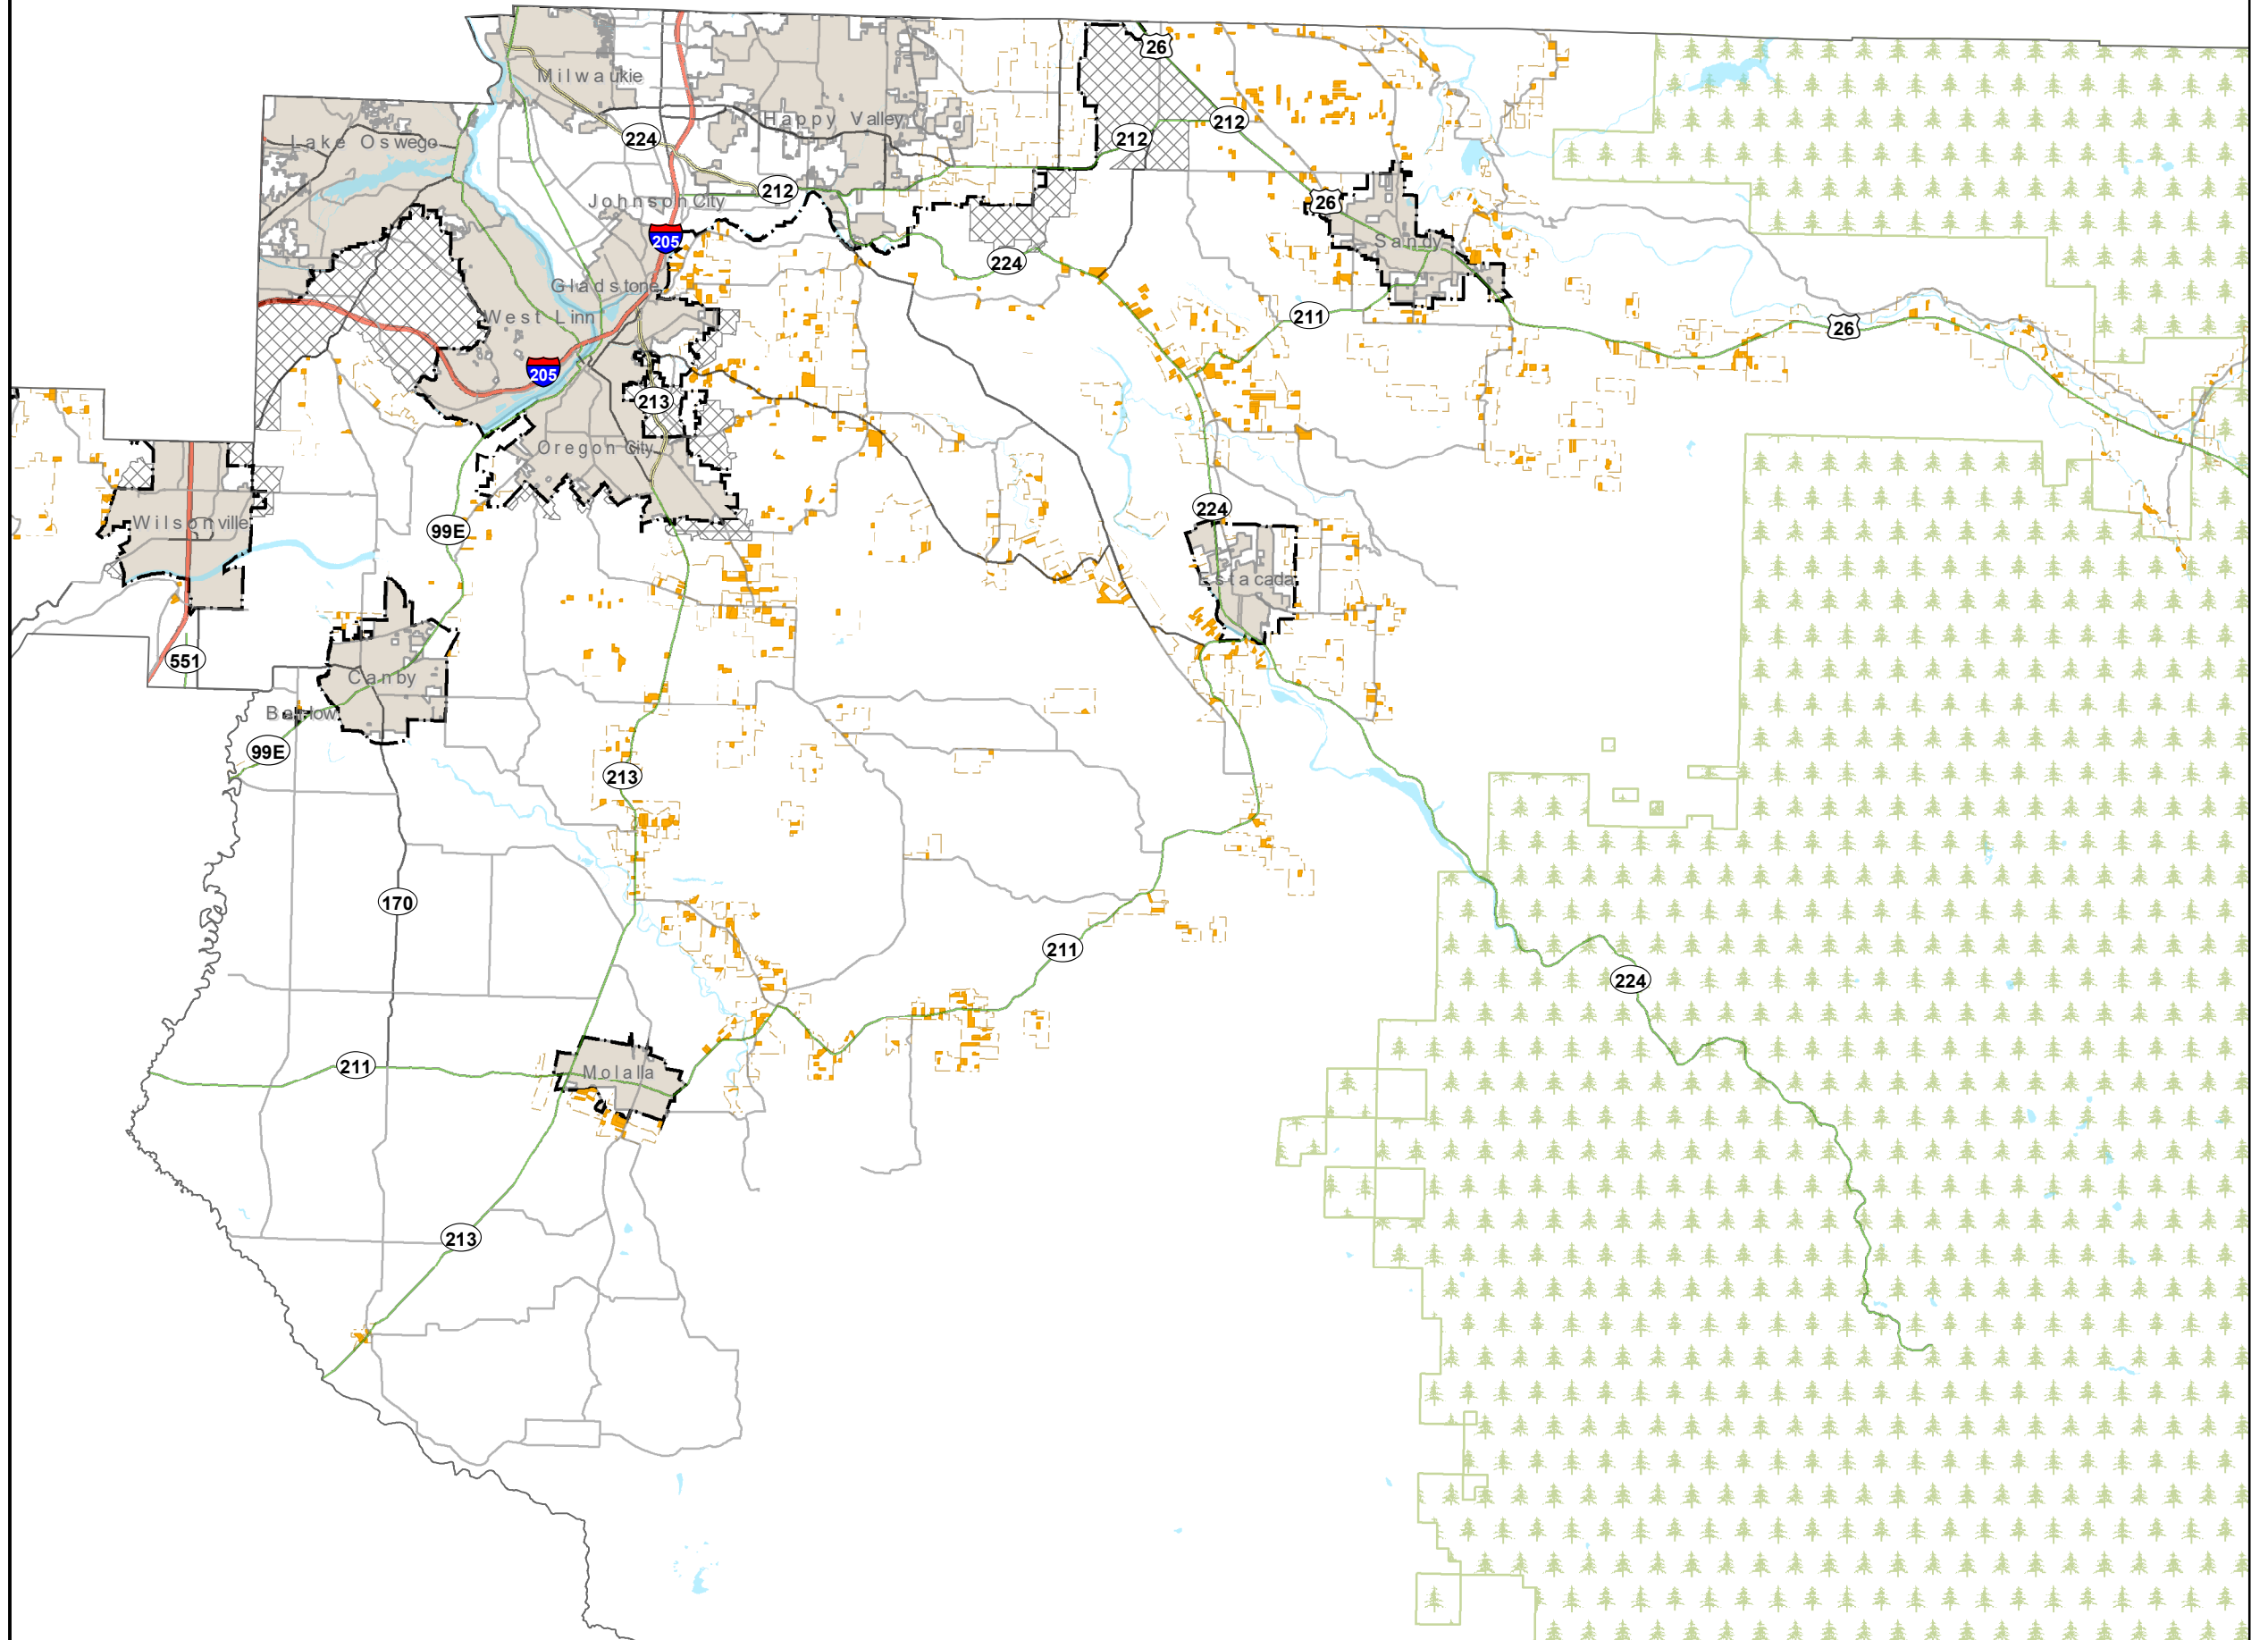 26
Milwaukie
Happy Valley
212
224
212
Lake Oswego
212
Johnson City
26
205
Sandy
224
Gladstone
West Linn
211
26
205
213
Oregon City
224
Wilsonville
99E
Estacada
551
Canby
Barlow
99E
213
170
211
224
211
Molalla
213